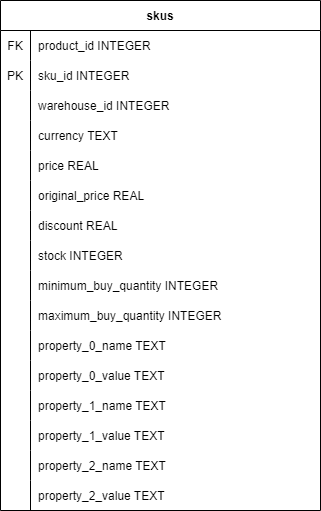 skus
FK product_id INTEGER
PK sku_id INTEGER
warehouse_id INTEGER
currency TEXT
price REAL
original_price REAL
discount REAL
stock INTEGER
minimum_buy_quantity INTEGER
maximum_buy_quantity INTEGER
property_0_name TEXT
property_0_value TEXT
property_1_name TEXT
property_1_value TEXT
property_2_name TEXT
property_2_value TEXT